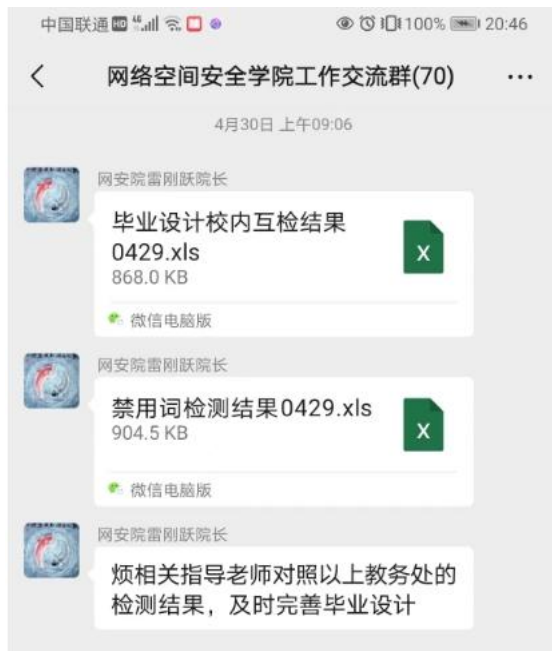 中国联通 HD 46 100% 20:46
网络空间安全学院工作交流群(70)
4月30日 上午09:06
网安院雷刚跃院长
毕业设计校内互检结果
0429.xls
868.0 KB
X
微信电脑版
网安院雷刚跃院长
禁用词检测结果0429.xls
904.5 KB
X
微信电脑版
网安院雷刚跃院长
烦相关指导老师对照以上教务处的
检测结果，及时完善毕业设计